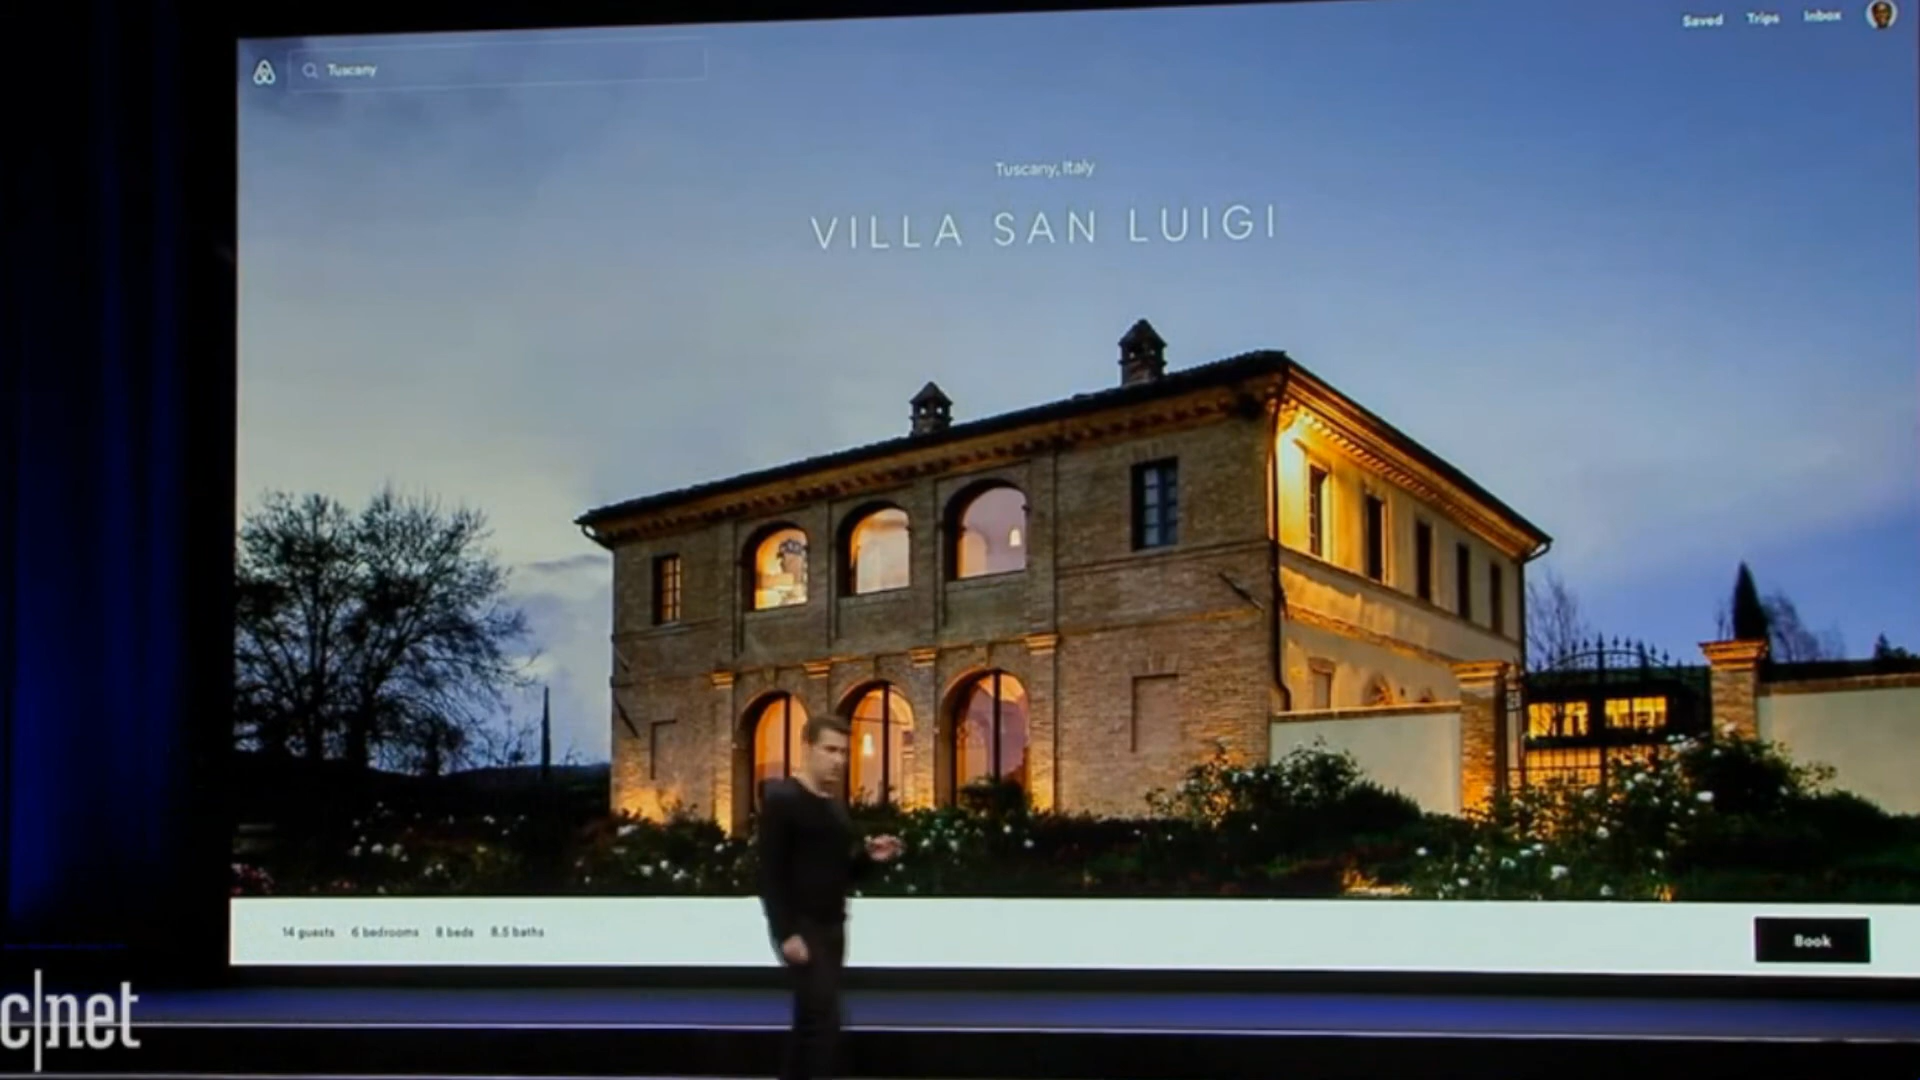 Saved Trips Inbox
Tuscany
Tuscany, Italy
VILLA SAN LUIGI
14 guests 6 bedrooms 8 beds 8.5 baths
Book
c|net